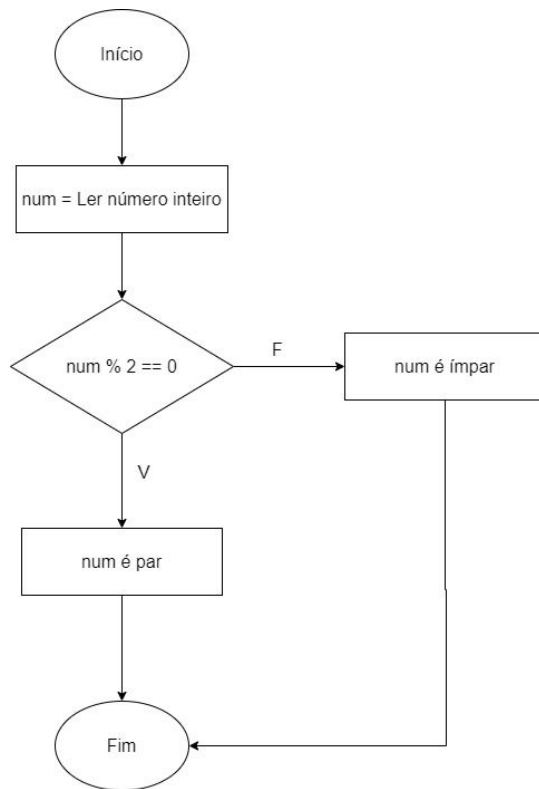 Início
num = Ler número inteiro
num % 2 == 0
F
num é ímpar
V
num é par
Fim